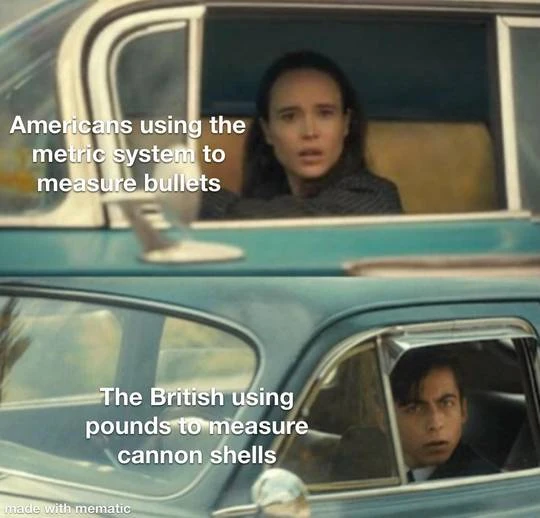 Americans using the
metric system to
measure bullets
The British using
pounds to measure
cannon shells
made with mematic